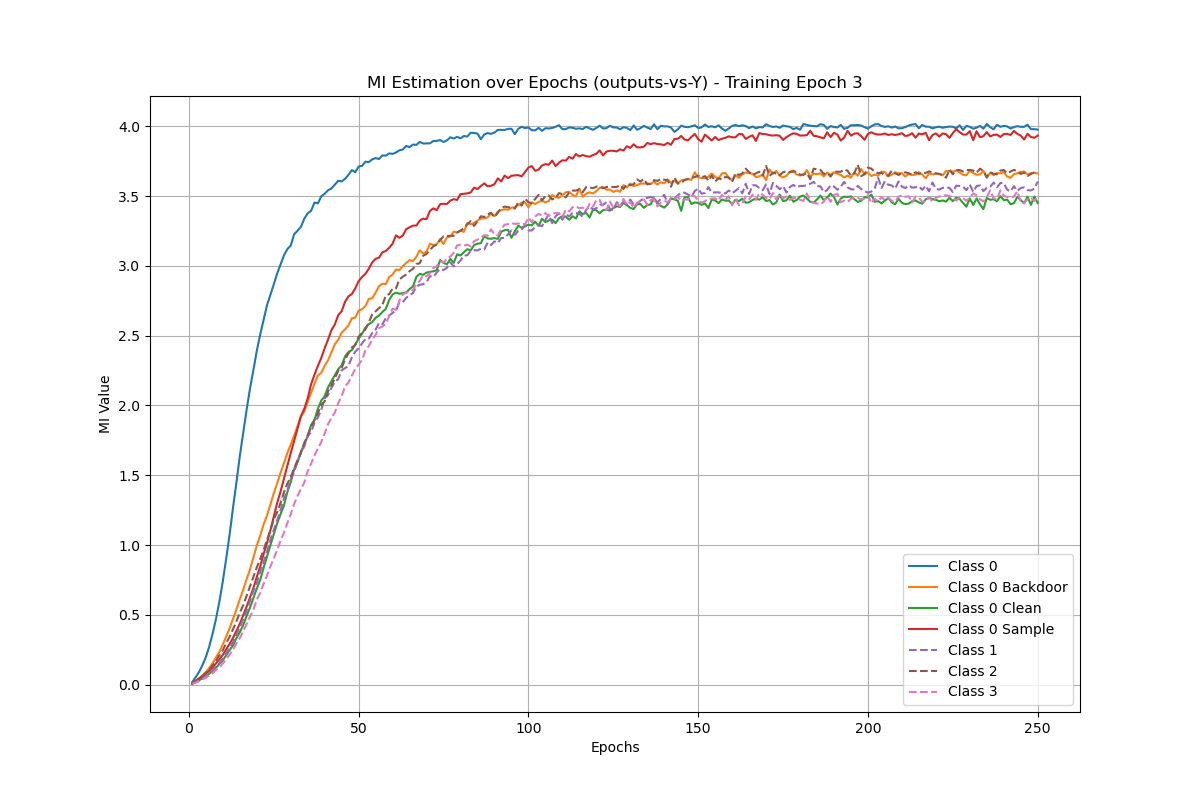 MI Estimation over Epochs (outputs-vs-Y) - Training Epoch 3
MI Value
4.0
3.5
3.0
2.5
2.0
1.5
1.0
0.5
0.0
Class 0
Class 0 Backdoor
Class 0 Clean
Class 0 Sample
Class 1
Class 2
Class 3
0 50 100 150 200 250
Epochs